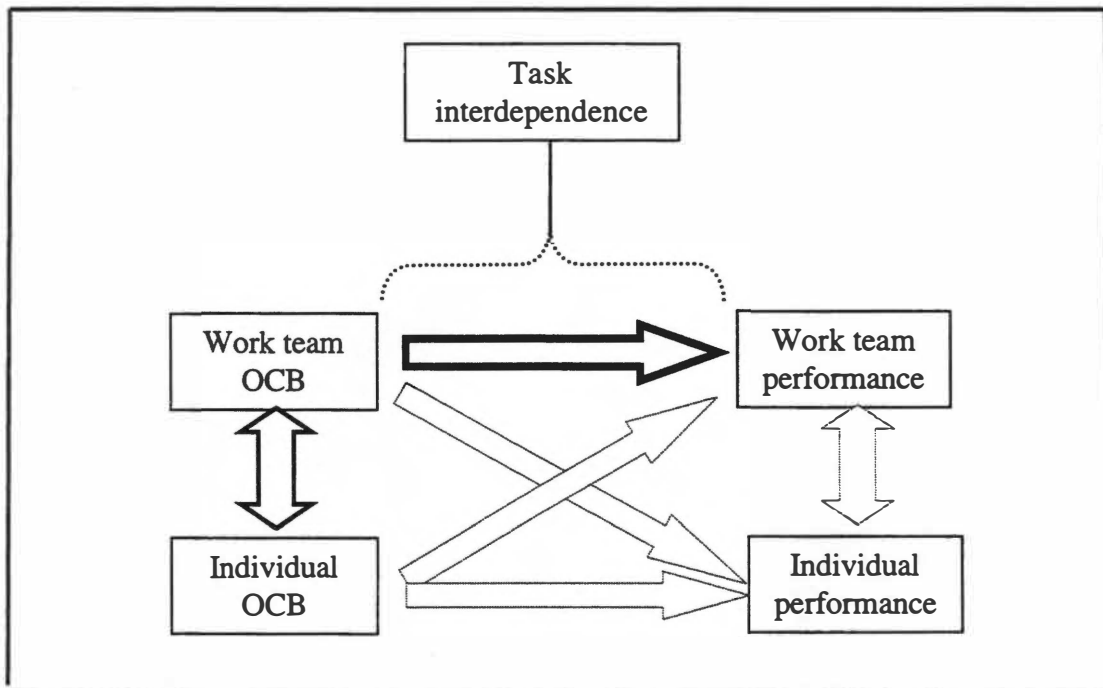 Task
interdependence
Work team
OCB
Work team
performance
Individual
OCB
Individual
performance